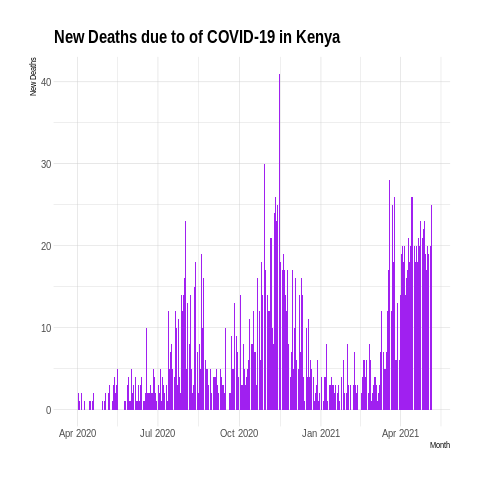 New Deaths due to of COVID-19 in Kenya
New Deaths
40
30
20
10
0
Apr 2020 Jul 2020 Oct 2020 Jan 2021 Apr 2021
Month